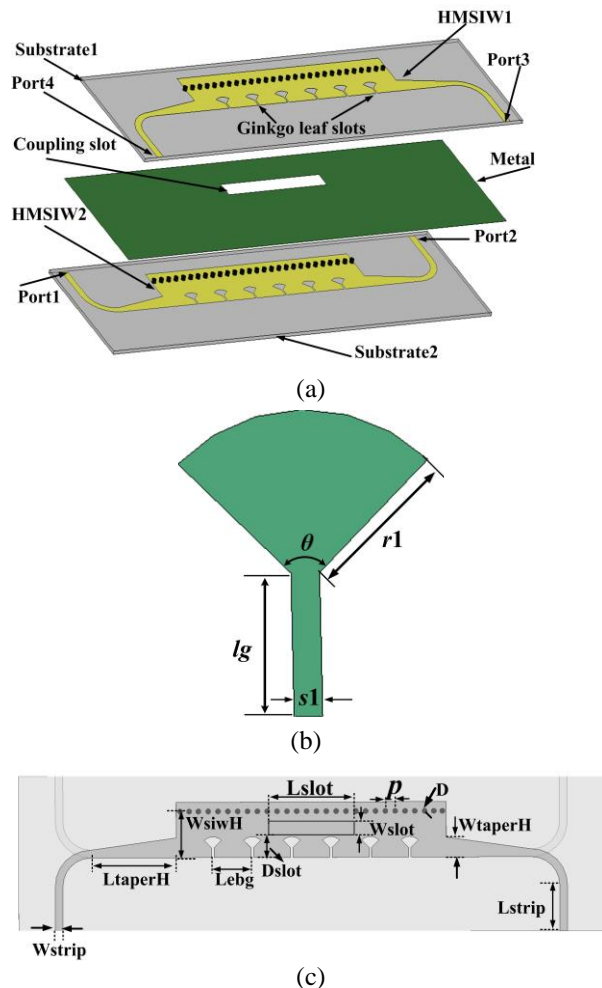 HMSIW1
Substrate1
Port3
Port4
Ginkgo leaf slots
Coupling slot
Metal
HMSIW2
Port2
Port1
Substrate2
(a)
θ
r1
lg
s1
(b)
Lslot
p
D
WsiwH
Wslot
WtaperH
LtaperH
Lebg
Dslot
Lstrip
Wstrip
(c)